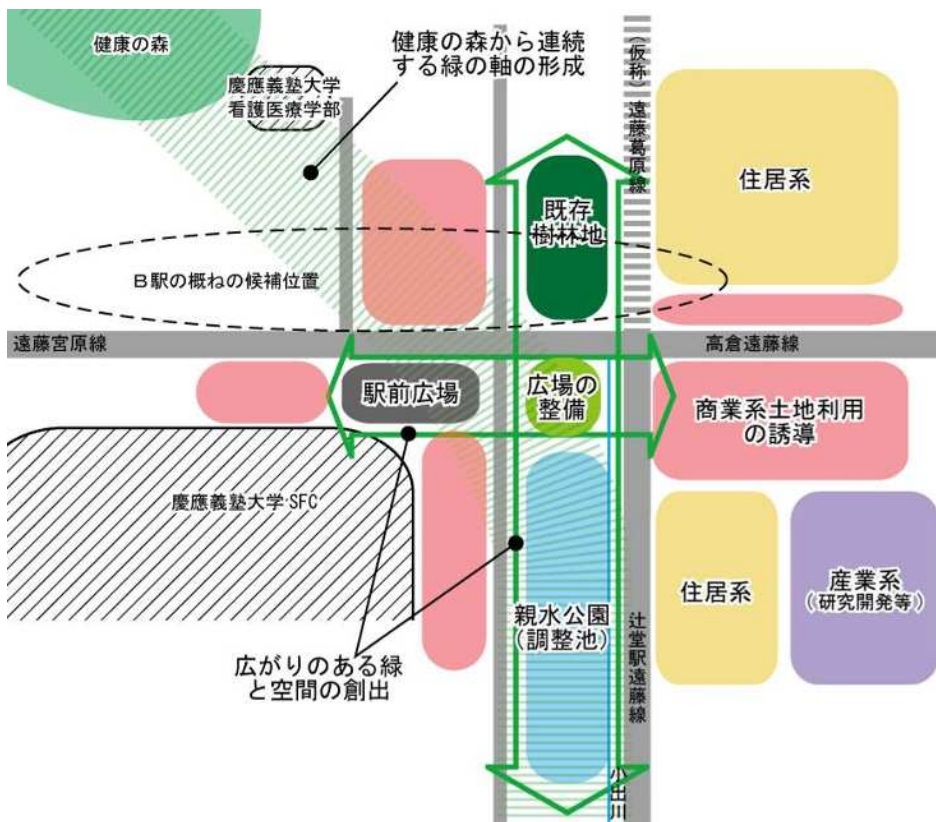 健康の森
慶應義塾大学
看護医療学部
健康の森から連続
する緑の軸の形成
(仮称)遠藤葛原線
住居系
既存
樹林地
B駅の概ねの候補位置
遠藤宮原線
高倉遠藤線
駅前広場
広場の
整備
商業系土地利用
の誘導
慶應義塾大学SFC
住居系
産業系
(研究開発等)
親水公園
(調整池)
辻堂駅遠藤線
広がりのある緑
と空間の創出
小出川